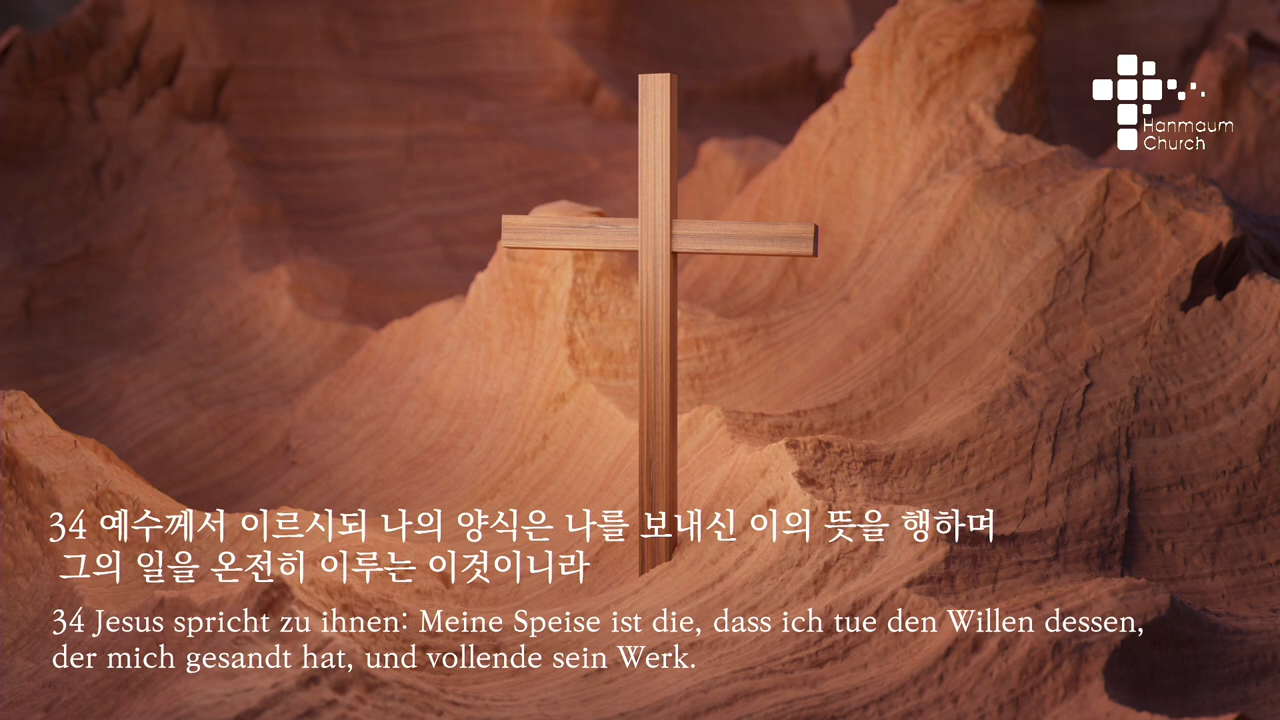 Hanmaum
Church
34 예수께서 이르시되 나의 양식은 나를 보내신 이의 뜻을 행하며
그의 일을 온전히 이루는 이것이니라
34 Jesus spricht zu ihnen: Meine Speise ist die, dass ich tue den Willen dessen,
der mich gesandt hat, und vollende sein Werk.